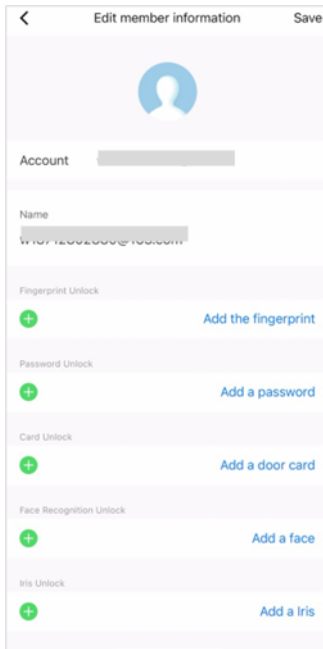 Edit member information
Save
Account
Name
Fingerprint Unlock
Add the fingerprint
Password Unlock
Add a password
Card Unlock
Add a door card
Face Recognition Unlock
Add a face
Iris Unlock
Add a Iris